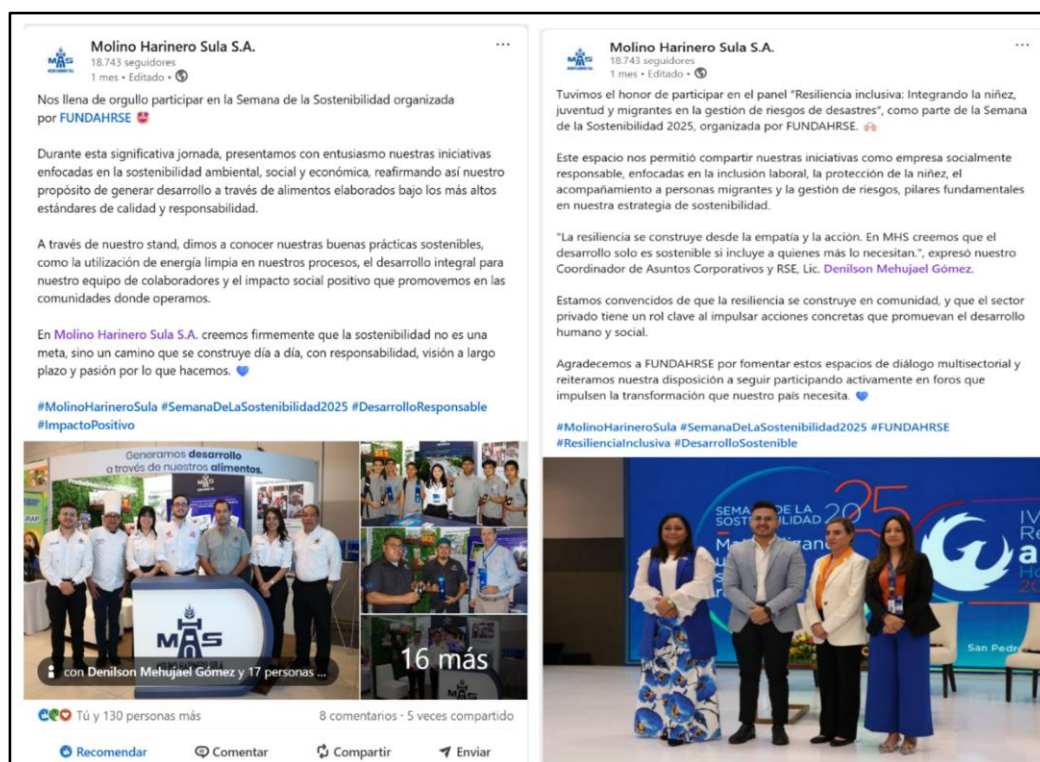 Molino Harinero Sula S.A.
18.743 seguidores
1 mes • Editado •
Nos llena de orgullo participar en la Semana de la Sostenibilidad organizada
por FUNDAHRSE 🤩
Durante esta significativa jornada, presentamos con entusiasmo nuestras iniciativas
enfocadas en la sostenibilidad ambiental, social y económica, reafirmando así nuestro
propósito de generar desarrollo a través de alimentos elaborados bajo los más altos
estándares de calidad y responsabilidad.
A través de nuestro stand, dimos a conocer nuestras buenas prácticas sostenibles,
como la utilización de energía limpia en nuestros procesos, el desarrollo integral para
nuestro equipo de colaboradores y el impacto social positivo que promovemos en las
comunidades donde operamos.
En Molino Harinero Sula S.A. creemos firmemente que la sostenibilidad no es una
meta, sino un camino que se construye día a día, con responsabilidad, visión a largo
plazo y pasión por lo que hacemos. 💙
#MolinoHarineroSula #SemanaDeLaSostenibilidad2025 #DesarrolloResponsable
#ImpactoPositivo
Generamos desarrollo
a través de nuestros alimentos.
MAS
con Denilson Mehujael Gómez y 17 personas ...
16 más
Tú y 130 personas más
8 comentarios · 5 veces compartido
Recomendar
Comentar
Compartir
Enviar
Molino Harinero Sula S.A.
18.743 seguidores
1 mes • Editado •
Tuvimos el honor de participar en el panel "Resiliencia inclusiva: Integrando la niñez,
juventud y migrantes en la gestión de riesgos de desastres", como parte de la Semana
de la Sostenibilidad 2025, organizada por FUNDAHRSE. 🙌🏻
Este espacio nos permitió compartir nuestras iniciativas como empresa socialmente
responsable, enfocadas en la inclusión laboral, la protección de la niñez, el
acompañamiento a personas migrantes y la gestión de riesgos, pilares fundamentales
en nuestra estrategia de sostenibilidad.
"La resiliencia se construye desde la empatía y la acción. En MHS creemos que el
desarrollo solo es sostenible si incluye a quienes más lo necesitan.", expresó nuestro
Coordinador de Asuntos Corporativos y RSE, Lic. Denilson Mehujael Gómez.
Estamos convencidos de que la resiliencia se construye en comunidad, y que el sector
privado tiene un rol clave al impulsar acciones concretas que promuevan el desarrollo
humano y social.
Agradecemos a FUNDAHRSE por fomentar estos espacios de diálogo multisectorial y
reiteramos nuestra disposición a seguir participando activamente en foros que
impulsen la transformación que nuestro país necesita. 💙
#MolinoHarineroSula #SemanaDeLaSostenibilidad2025 #FUNDAHRSE
#ResilienciaInclusiva #DesarrolloSostenible
SEMANA DE LA
SOSTENIBILIDAD 2025
San Pedro